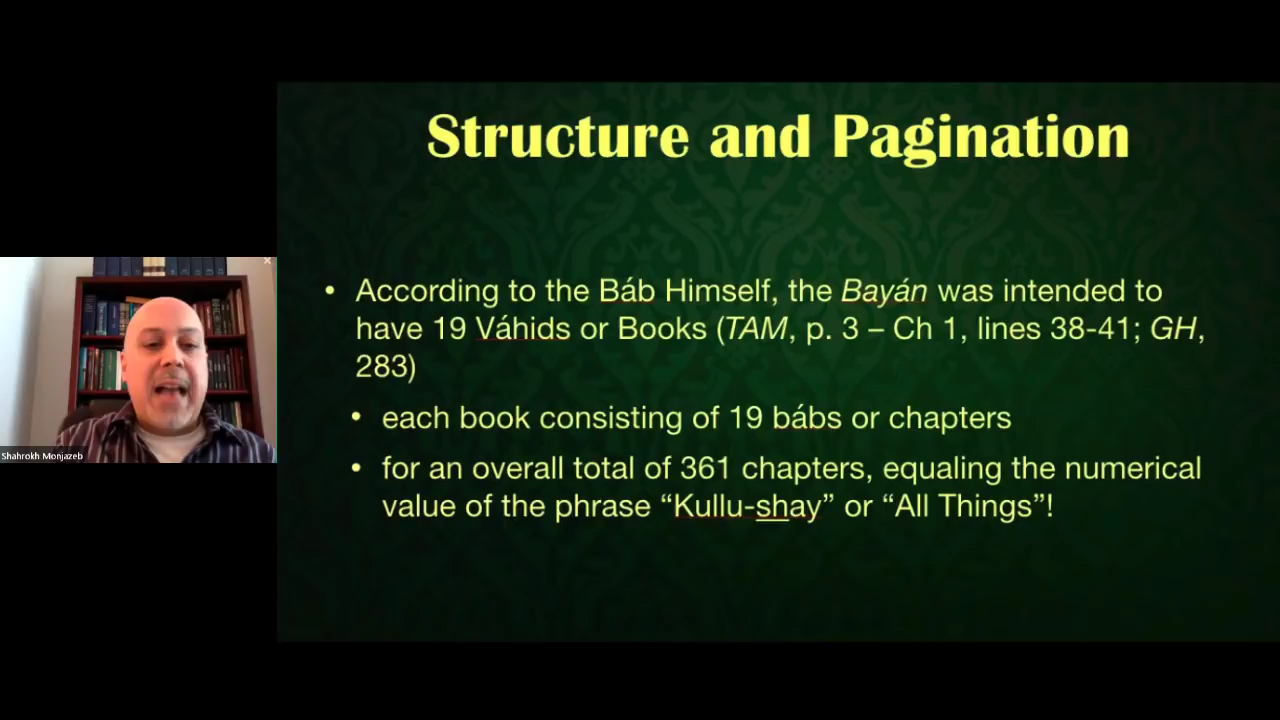 Structure and Pagination
• According to the Báb Himself, the Bayán was intended to
have 19 Váhids or Books (TAM, p. 3 – Ch 1, lines 38-41; GH,
283)
• each book consisting of 19 bábs or chapters
• for an overall total of 361 chapters, equaling the numerical
value of the phrase “Kullu-shay” or “All Things”!
Shahrokh Monjazeb